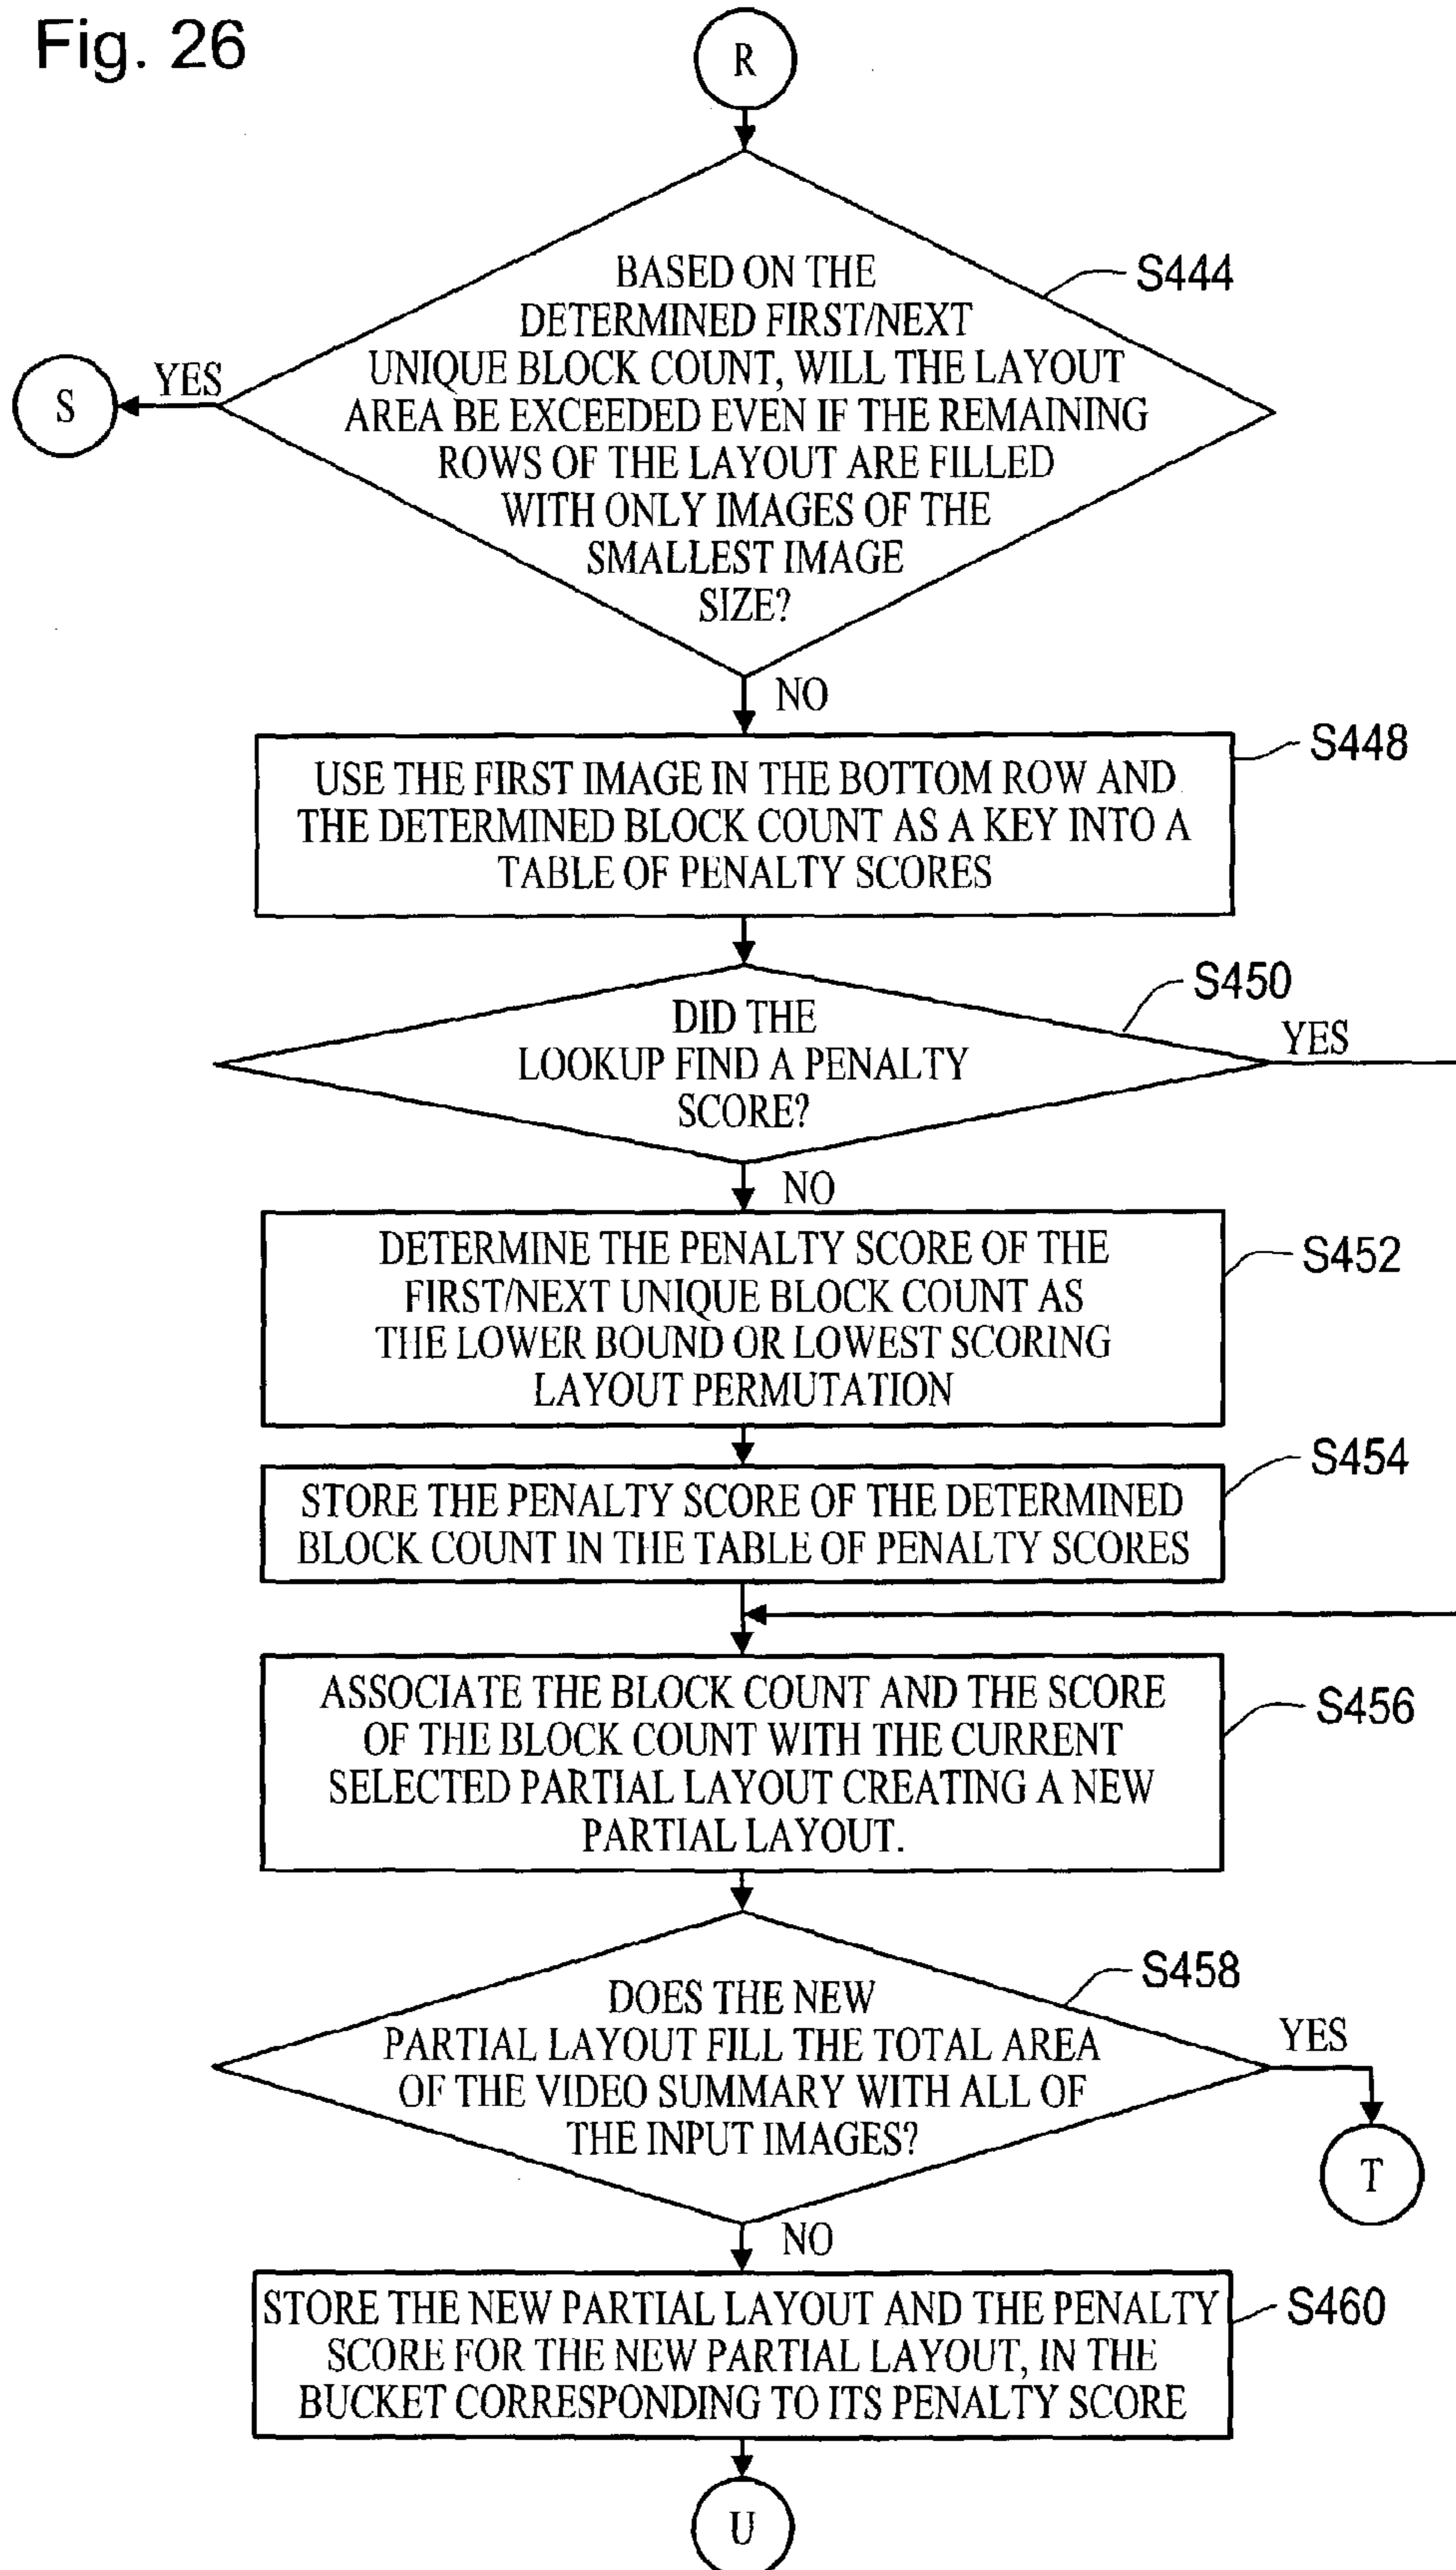 Fig. 26
R
BASED ON THE
DETERMINED FIRST/NEXT
UNIQUE BLOCK COUNT, WILL THE LAYOUT
AREA BE EXCEEDED EVEN IF THE REMAINING
ROWS OF THE LAYOUT ARE FILLED
WITH ONLY IMAGES OF THE
SMALLEST IMAGE
SIZE?
S444
YES
S
NO
USE THE FIRST IMAGE IN THE BOTTOM ROW AND
THE DETERMINED BLOCK COUNT AS A KEY INTO A
TABLE OF PENALTY SCORES
S448
DID THE
LOOKUP FIND A PENALTY
SCORE?
S450
YES
NO
DETERMINE THE PENALTY SCORE OF THE
FIRST/NEXT UNIQUE BLOCK COUNT AS
THE LOWER BOUND OR LOWEST SCORING
LAYOUT PERMUTATION
S452
STORE THE PENALTY SCORE OF THE DETERMINED
BLOCK COUNT IN THE TABLE OF PENALTY SCORES
S454
ASSOCIATE THE BLOCK COUNT AND THE SCORE
OF THE BLOCK COUNT WITH THE CURRENT
SELECTED PARTIAL LAYOUT CREATING A NEW
PARTIAL LAYOUT.
S456
DOES THE NEW
PARTIAL LAYOUT FILL THE TOTAL AREA
OF THE VIDEO SUMMARY WITH ALL OF
THE INPUT IMAGES?
S458
YES
T
NO
STORE THE NEW PARTIAL LAYOUT AND THE PENALTY
SCORE FOR THE NEW PARTIAL LAYOUT, IN THE
BUCKET CORRESPONDING TO ITS PENALTY SCORE
S460
U